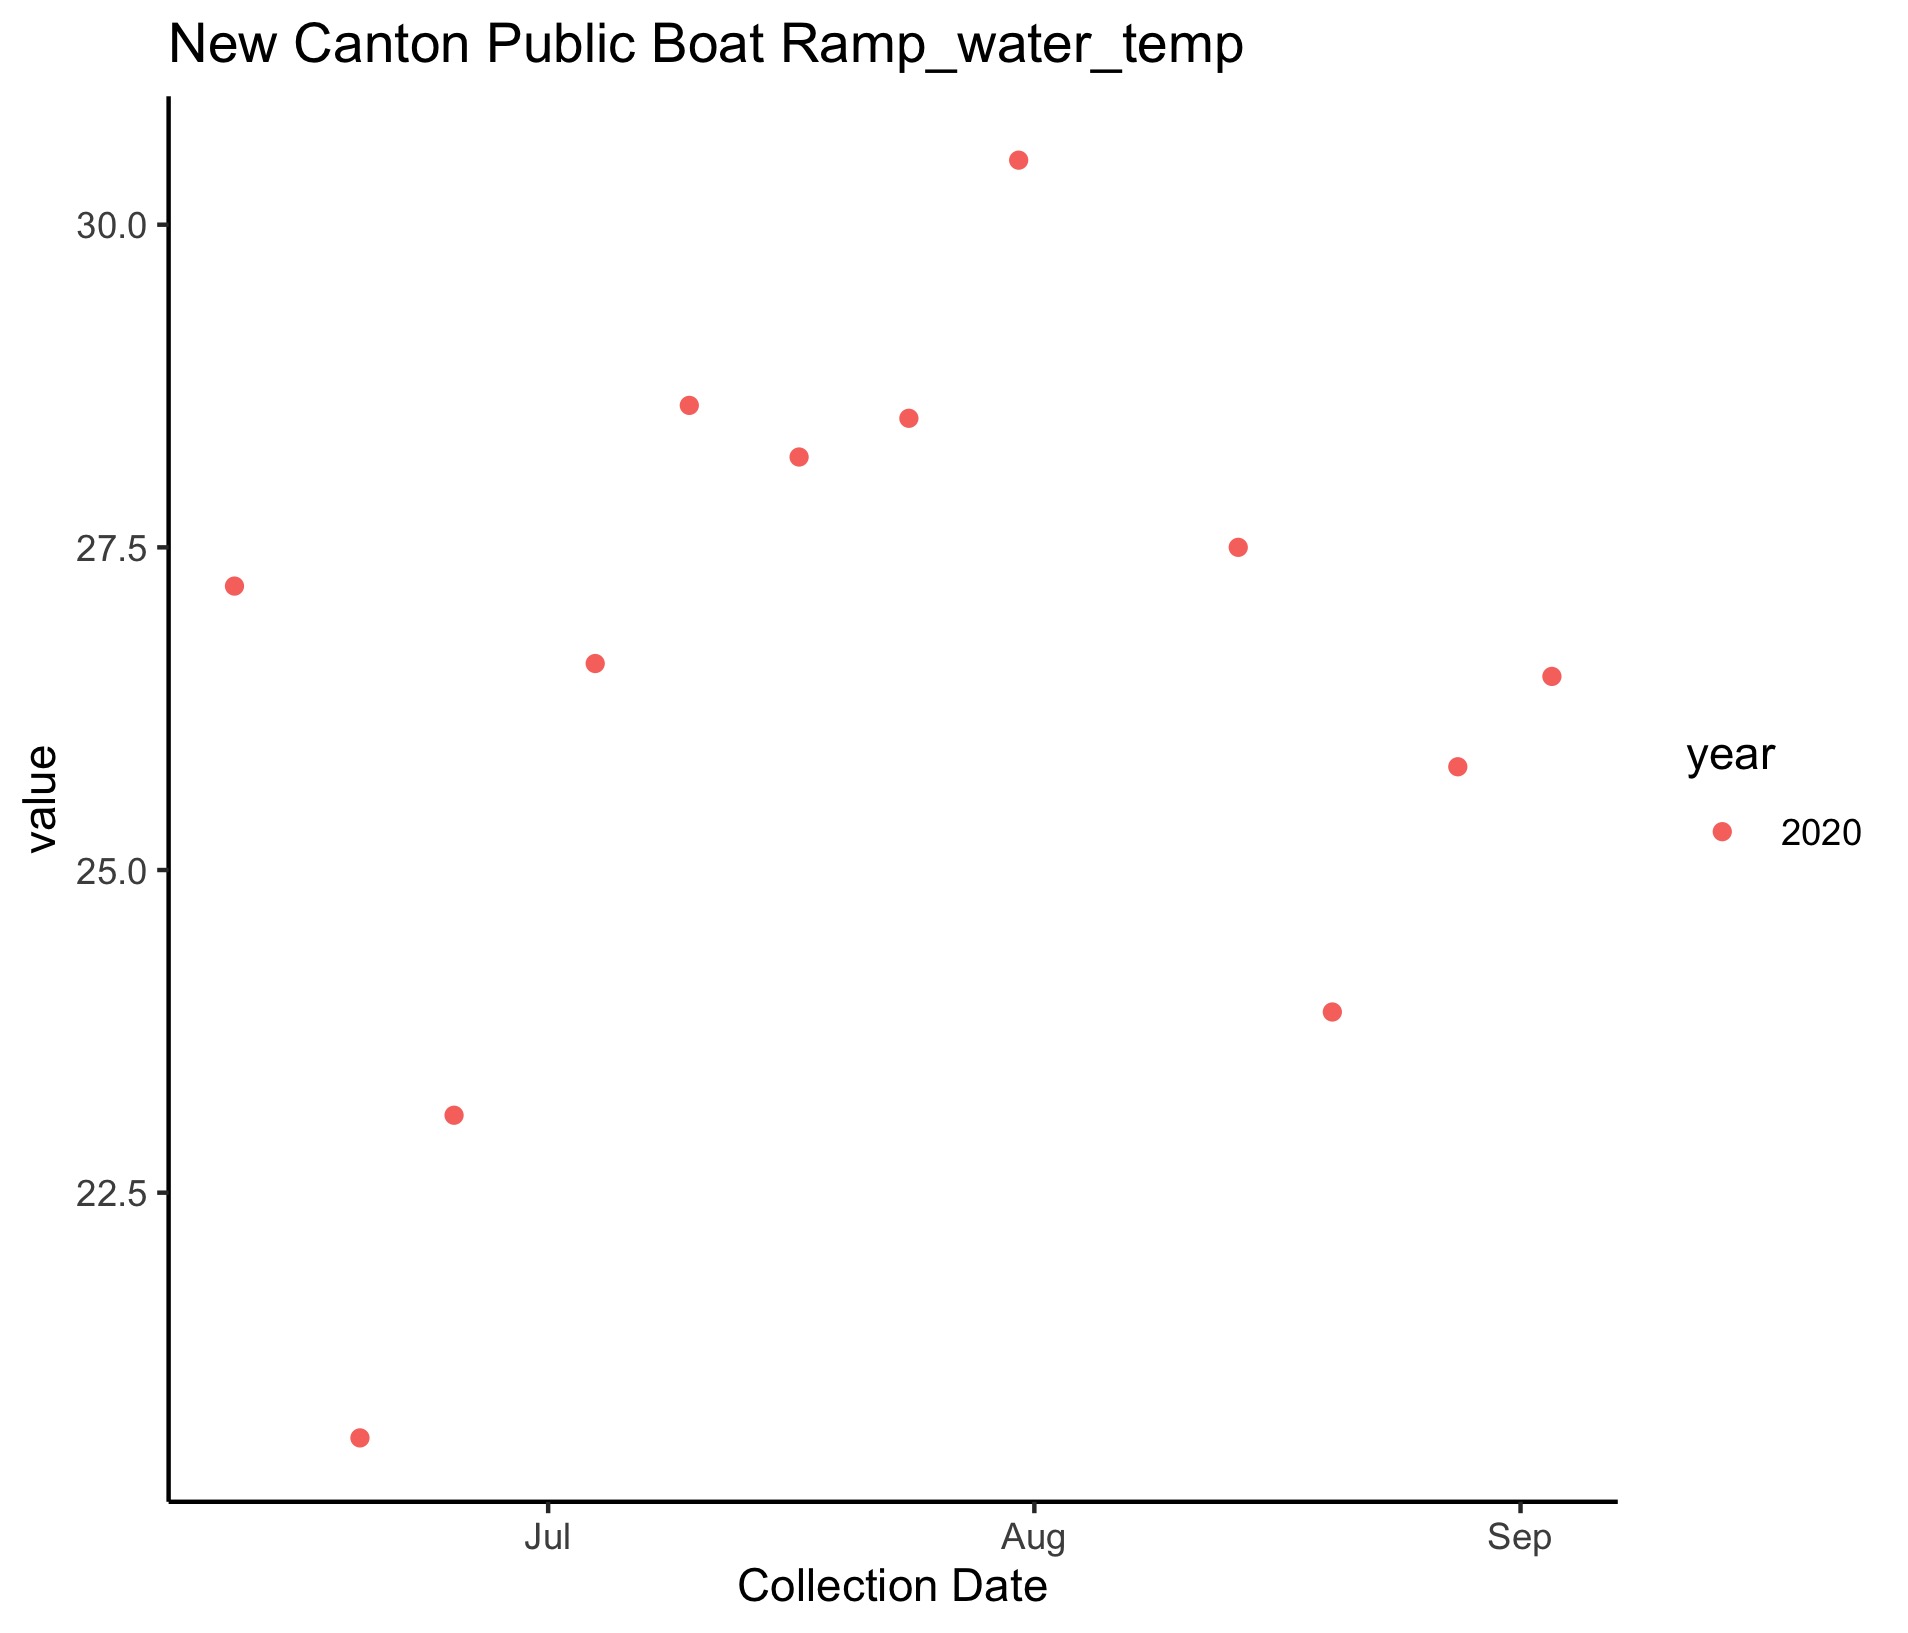 New Canton Public Boat Ramp_water_temp
30.0
27.5
25.0
22.5
value
Jul
Aug
Sep
Collection Date
year
2020